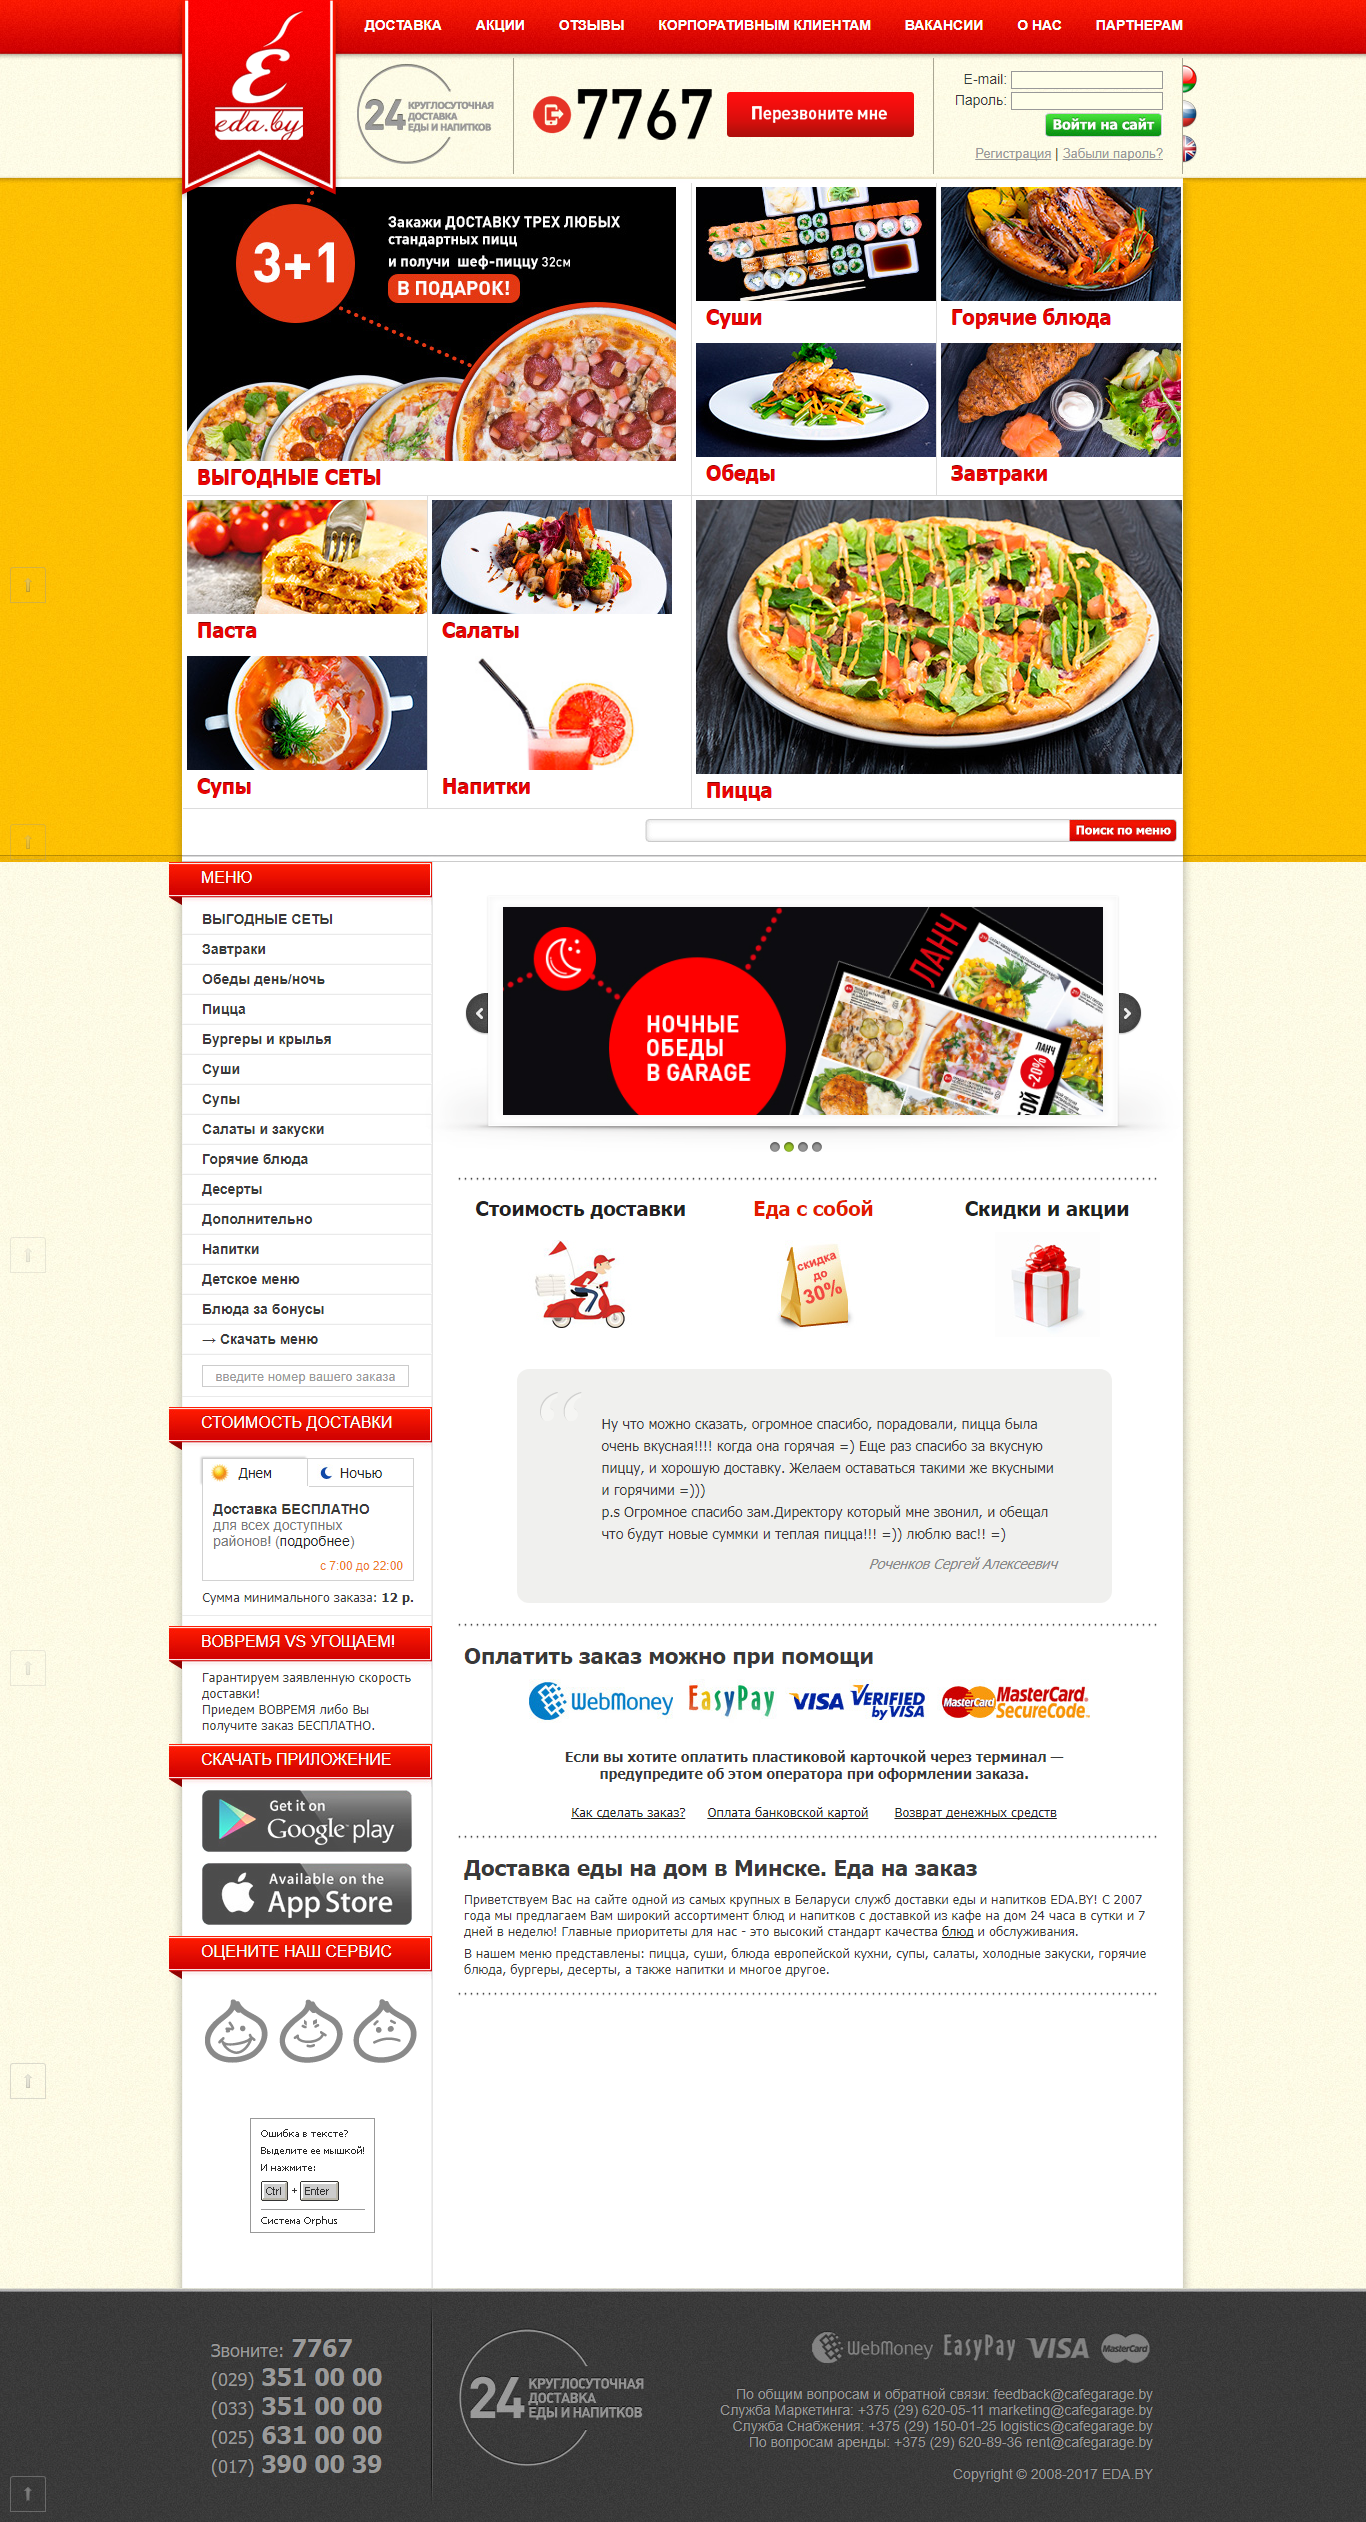 ДОСТАВКА АКЦИИ ОТЗЫВЫ КОРПОРАТИВНЫМ КЛИЕНТАМ ВАКАНСИИ О НАС ПАРТНЕРАМ
eda.by
24 КРУГЛОСУТОЧНАЯ
ДОСТАВКА
ЕДЫ И НАПИТКОВ
7767
Перезвоните мне
E-mail:
Пароль:
Войти на сайт
Регистрация | Забыли пароль?
3+1
Закажи ДОСТАВКУ ТРЕХ ЛЮБЫХ
стандартных пицц
и получи шеф-пиццу 32см
В ПОДАРОК!
ВЫГОДНЫЕ СЕТЫ
Суши
Горячие блюда
Обеды
Завтраки
Паста
Салаты
Супы
Напитки
Пицца
Поиск по меню
МЕНЮ
ВЫГОДНЫЕ СЕТЫ
Завтраки
Обеды день/ночь
Пицца
Бургеры и крылья
Суши
Супы
Салаты и закуски
Горячие блюда
Десерты
Дополнительно
Напитки
Детское меню
Блюда за бонусы
→ Скачать меню
введите номер вашего заказа
СТОИМОСТЬ ДОСТАВКИ
Днем Ночью
Доставка БЕСПЛАТНО
для всех доступных
районов! (подробнее)
с 7:00 до 22:00
Сумма минимального заказа: 12 р.
ВОВРЕМЯ VS УГОЩАЕМ!
Гарантируем заявленную скорость
доставки!
Приедем ВОВРЕМЯ либо Вы
получите заказ БЕСПЛАТНО.
СКАЧАТЬ ПРИЛОЖЕНИЕ
Get it on
Google play
Available on the
App Store
ОЦЕНИТЕ НАШ СЕРВИС
Ошибка в тексте?
Выделите ее мышкой!
И нажмите:
Ctrl + Enter
Система Orphus
НОЧНЫЕ
ОБЕДЫ
В GARAGE
ЛАНЧ
ЛАНЧ
-20%
Стоимость доставки
Еда с собой
Скидки и акции
скидка
до
30%
Ну что можно сказать, огромное спасибо, порадовали, пицца была
очень вкусная!!!! когда она горячая =) Еще раз спасибо за вкусную
пиццу, и хорошую доставку. Желаем оставаться такими же вкусными
и горячими =)))
p.s Огромное спасибо зам.Директору который мне звонил, и обещал
что будут новые суммки и теплая пицца!!! =)) люблю вас!! =)
Роченков Сергей Алексеевич
Оплатить заказ можно при помощи
WebMoney EasyPay VISA VERIFIED by VISA MasterCard MasterCard. SecureCode.
Если вы хотите оплатить пластиковой карточкой через терминал —
предупредите об этом оператора при оформлении заказа.
Как сделать заказ? Оплата банковской картой Возврат денежных средств
Доставка еды на дом в Минске. Еда на заказ
Приветствуем Вас на сайте одной из самых крупных в Беларуси служб доставки еды и напитков EDA.BY! С 2007
года мы предлагаем Вам широкий ассортимент блюд и напитков с доставкой из кафе на дом 24 часа в сутки и 7
дней в неделю! Главные приоритеты для нас - это высокий стандарт качества блюд и обслуживания.
В нашем меню представлены: пицца, суши, блюда европейской кухни, супы, салаты, холодные закуски, горячие
блюда, бургеры, десерты, а также напитки и многое другое.
Звоните: 7767
(029) 351 00 00
(033) 351 00 00
(025) 631 00 00
(017) 390 00 39
24 КРУГЛОСУТОЧНАЯ
ДОСТАВКА
ЕДЫ И НАПИТКОВ
WebMoney EasyPay VISA MasterCard
По общим вопросам и обратной связи: feedback@cafegarage.by
Служба Маркетинга: +375 (29) 620-05-11 marketing@cafegarage.by
Служба Снабжения: +375 (29) 150-01-25 logistics@cafegarage.by
По вопросам аренды: +375 (29) 620-89-36 rent@cafegarage.by
Copyright © 2008-2017 EDA.BY